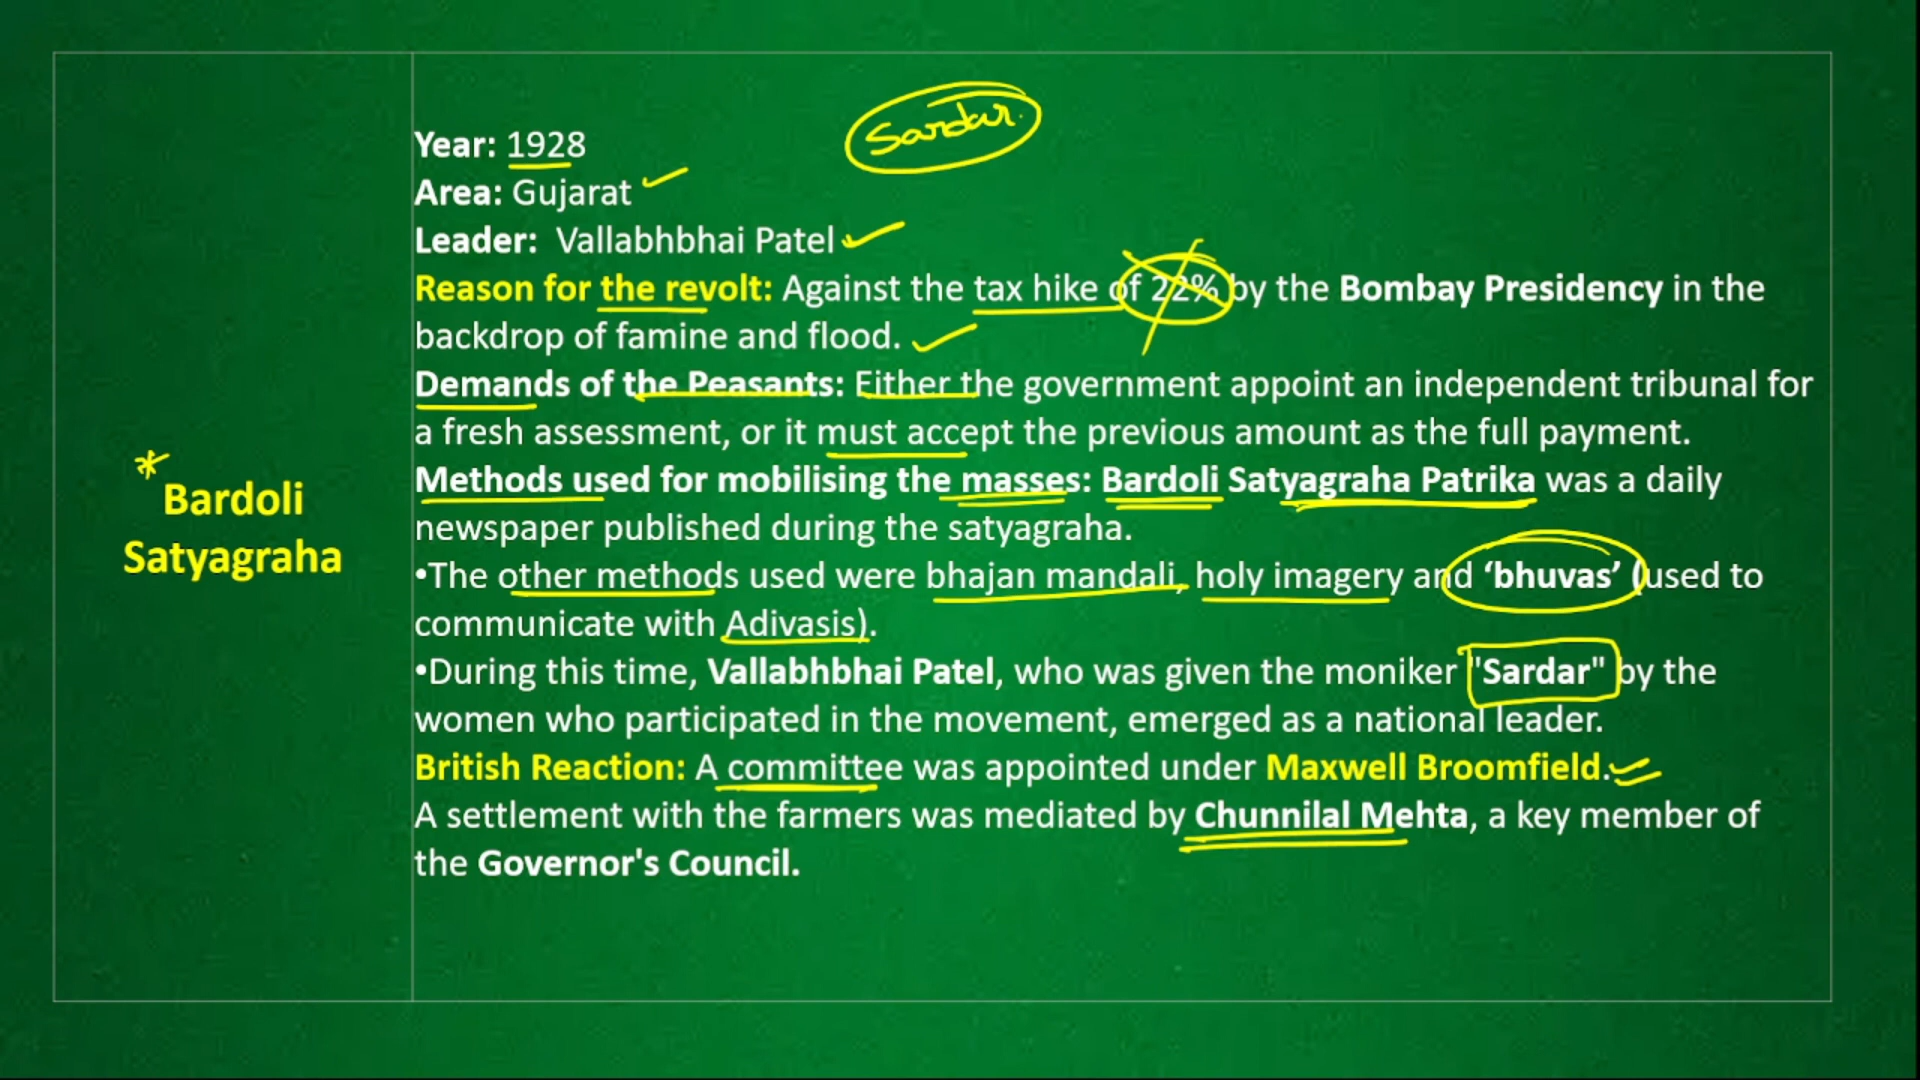 Sardar.
Year: 1928
Area: Gujarat
Leader: Vallabhbhai Patel
Reason for the revolt: Against the tax hike of 22% by the Bombay Presidency in the
backdrop of famine and flood.
Demands of the Peasants: Either the government appoint an independent tribunal for
a fresh assessment, or it must accept the previous amount as the full payment.
* Bardoli
Satyagraha
Methods used for mobilising the masses: Bardoli Satyagraha Patrika was a daily
newspaper published during the satyagraha.
•The other methods used were bhajan mandali, holy imagery and ‘bhuvas’ (used to
communicate with Adivasis).
•During this time, Vallabhbhai Patel, who was given the moniker "Sardar" by the
women who participated in the movement, emerged as a national leader.
British Reaction: A committee was appointed under Maxwell Broomfield.
A settlement with the farmers was mediated by Chunnilal Mehta, a key member of
the Governor's Council.